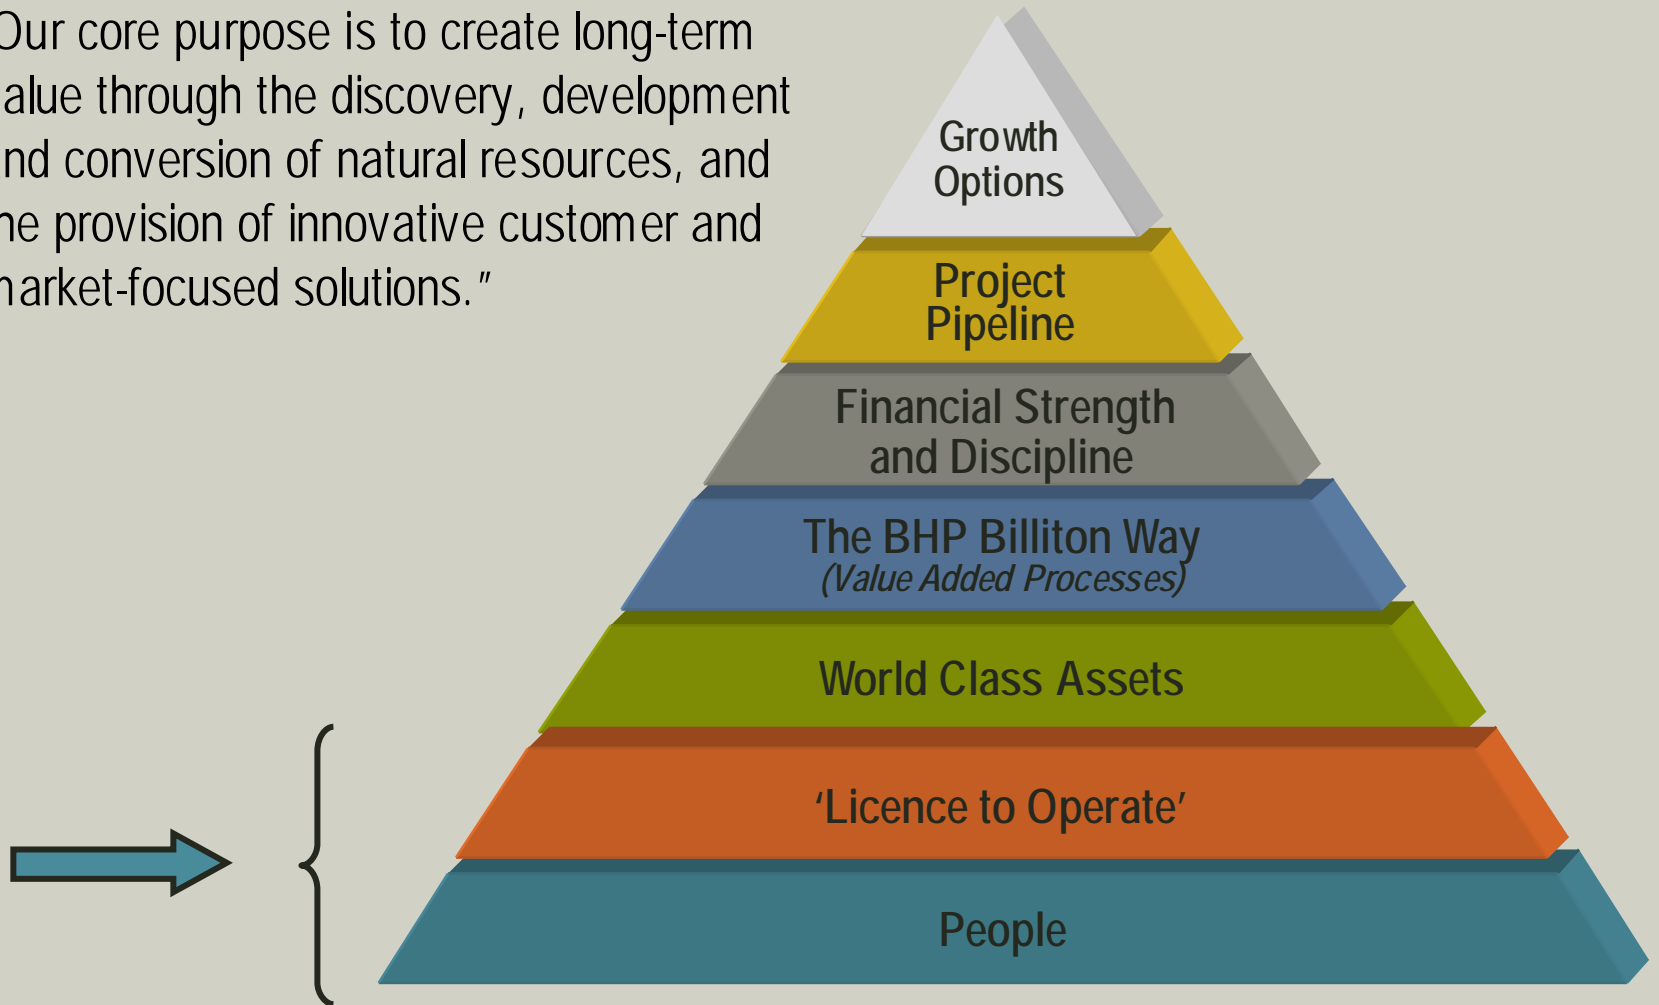 Our core purpose is to create long-term
alue through the discovery, development
nd conversion of natural resources, and
he provision of innovative customer and
market-focused solutions."
Growth
Options
Project
Pipeline
Financial Strength
and Discipline
The BHP Billiton Way
(Value Added Processes)
World Class Assets
‘Licence to Operate’
People